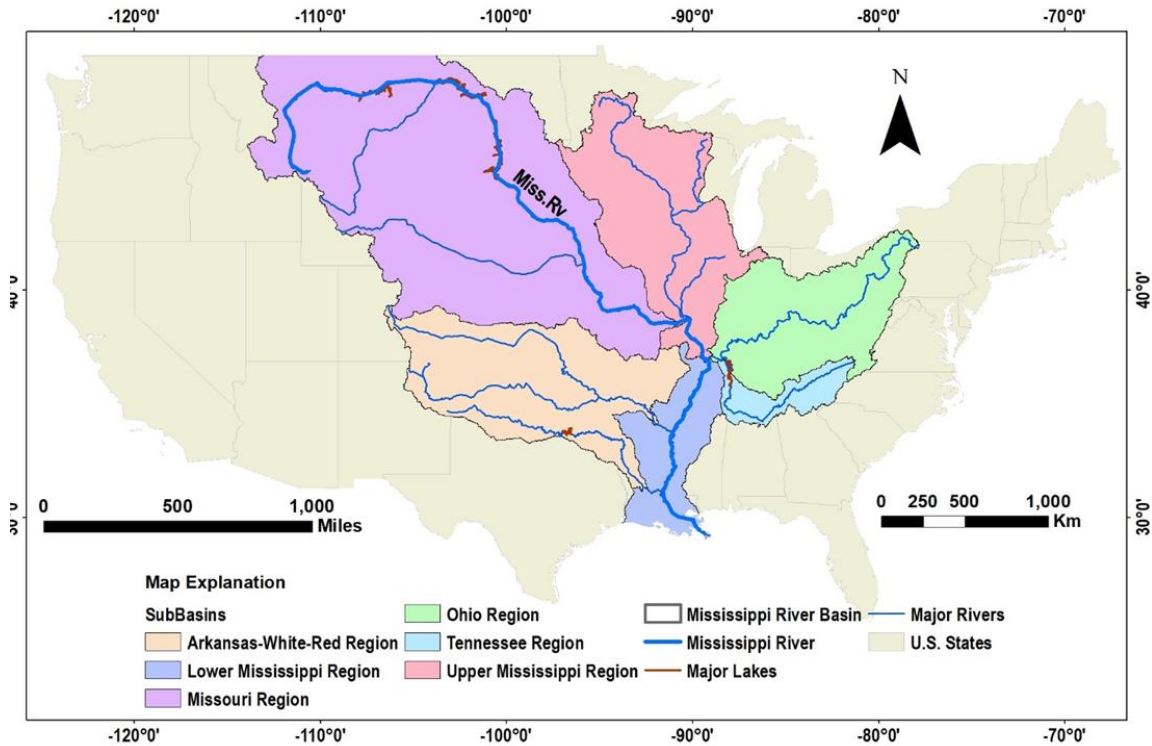 -120°0' -110°0' -100°0' -90°0' -80°0' -70°0'
N
Miss.Rv
40°0' 40°0'
0 500 1,000
Miles
0 250 500 1,000
Km
30°0'
Map Explanation
SubBasins
Arkansas-White-Red Region
Lower Mississippi Region
Missouri Region
Ohio Region
Tennessee Region
Upper Mississippi Region
Mississippi River Basin
Mississippi River
Major Lakes
Major Rivers
U.S. States
-120°0' -110°0' -100°0' -90°0' -80°0' -70°0'